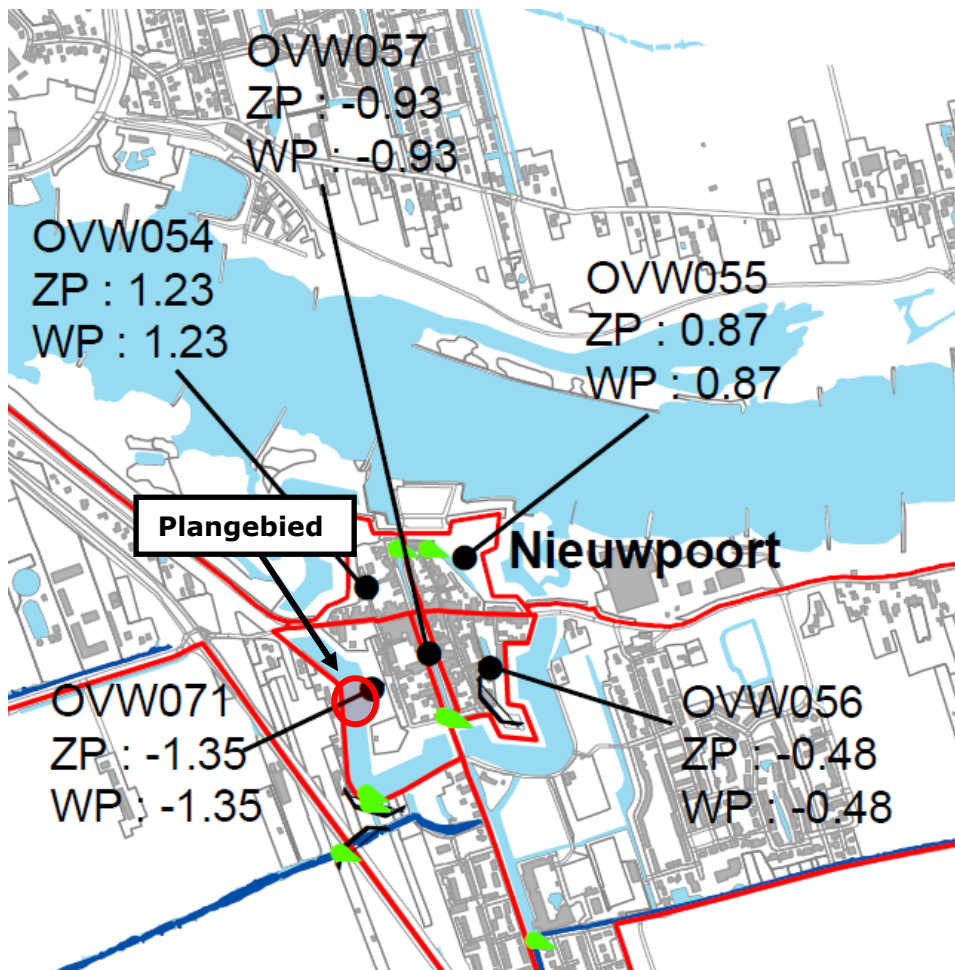 OVW057
ZP : -0.93
WP : -0.93
OVW054
ZP : 1.23
WP : 1.23
OVW055
ZP : 0.87
WP : 0.87
Plangebied
Nieuwpoort
OVW071
ZP : -1.35
WP : -1.35
OVW056
ZP : -0.48
WP : -0.48